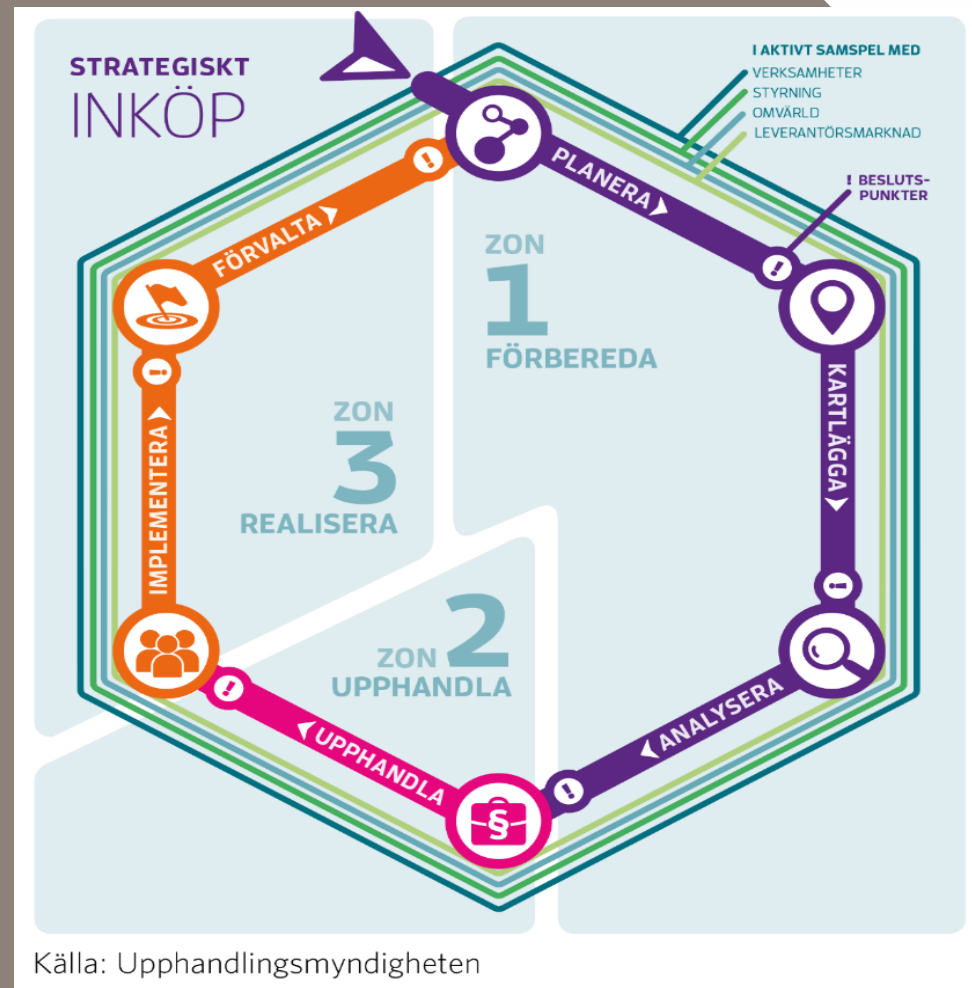 STRATEGISKT
INKÖP
I AKTIVT SAMSPEL MED
VERKSAMHETER
STYRNING
OMVÄRLD
LEVERANTÖRSMARKNAD
! BESLUTS-
PUNKTER
PLANERA
!
KARTLÄGGA
!
ANALYSERA
!
§
UPPHANDLA
!
IMPLEMENTERA
!
FÖRVALTA
!
ZON
1
FÖRBEREDA
ZON
3
REALISERA
ZON 2
UPPHANDLA
Källa: Upphandlingsmyndigheten